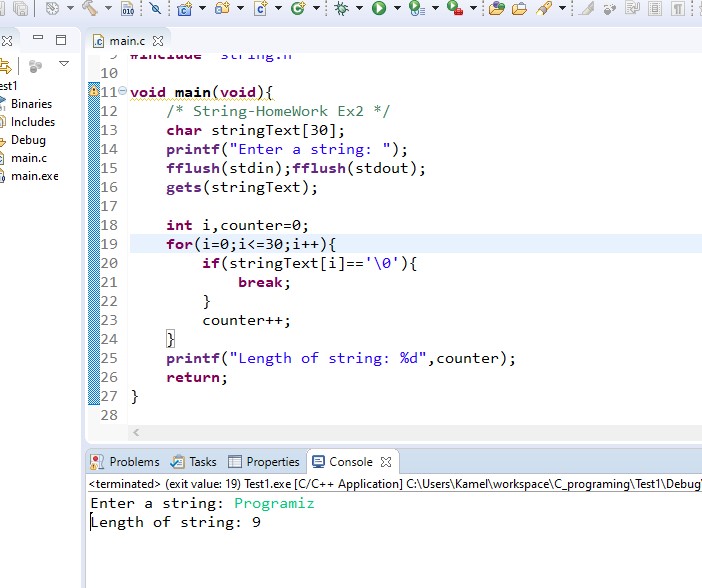 main.c
9 #include "string.h"
10
est1
11 void main(void){
Binaries
12 /* String-HomeWork Ex2 */
Includes
13 char stringText[30];
Debug
14 printf("Enter a string: ");
main.c
15 fflush(stdin);fflush(stdout);
main.exe
16 gets(stringText);
17
18 int i,counter=0;
19 for(i=0;i<=30;i++){
20 if(stringText[i]=='\0'){
21 break;
22 }
23 counter++;
24 }
25 printf("Length of string: %d",counter);
26 return;
27 }
28
Problems Tasks Properties Console
<terminated> (exit value: 19) Test1.exe [C/C++ Application] C:\Users\Kamel\workspace\C_programing\Test1\Debug\
Enter a string: Programiz
Length of string: 9